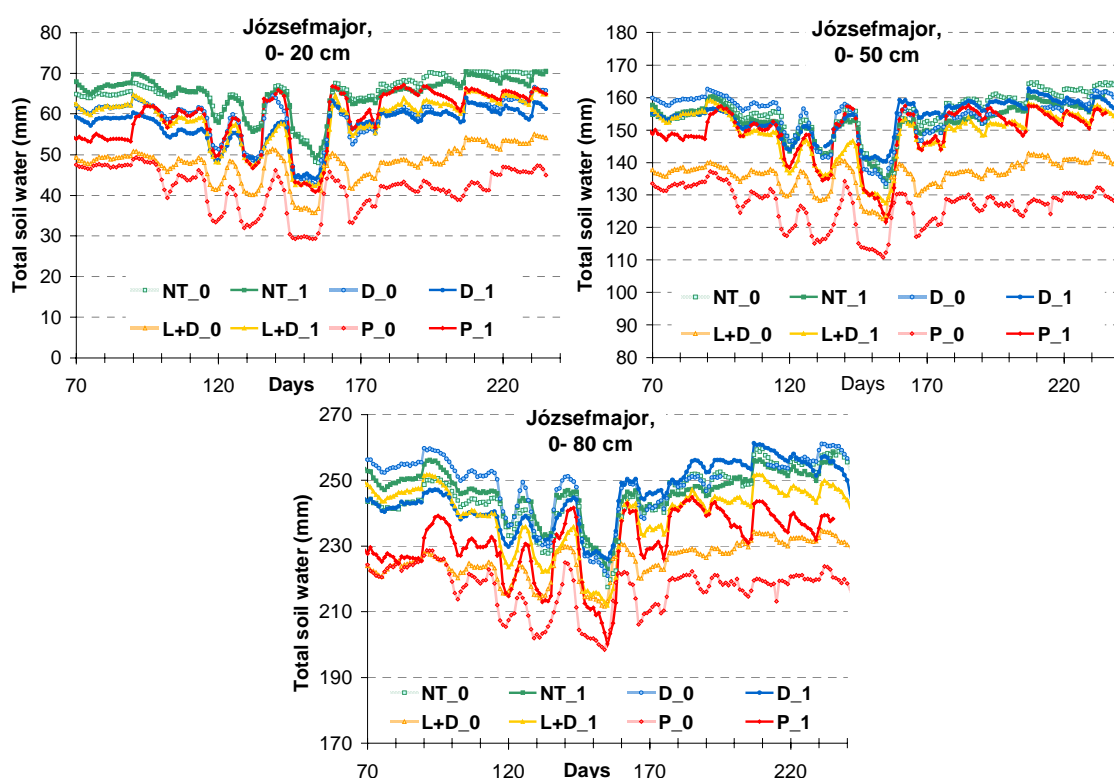 Józsefmajor,
0- 20 cm
Total soil water (mm)
80
70
60
50
40
30
20
10
0
NT_0 NT_1 D_0 D_1
L+D_0 L+D_1 P_0 P_1
70 120 170 220
Days
Józsefmajor,
0- 50 cm
Total soil water (mm)
180
170
160
150
140
130
120
110
100
90
80
NT_0 NT_1 D_0 D_1
L+D_0 L+D_1 P_0 P_1
70 120 170 220
Days
Józsefmajor,
0- 80 cm
Total soil water (mm)
270
250
230
210
190
170
NT_0 NT_1 D_0 D_1
L+D_0 L+D_1 P_0 P_1
70 120 170 220
Days